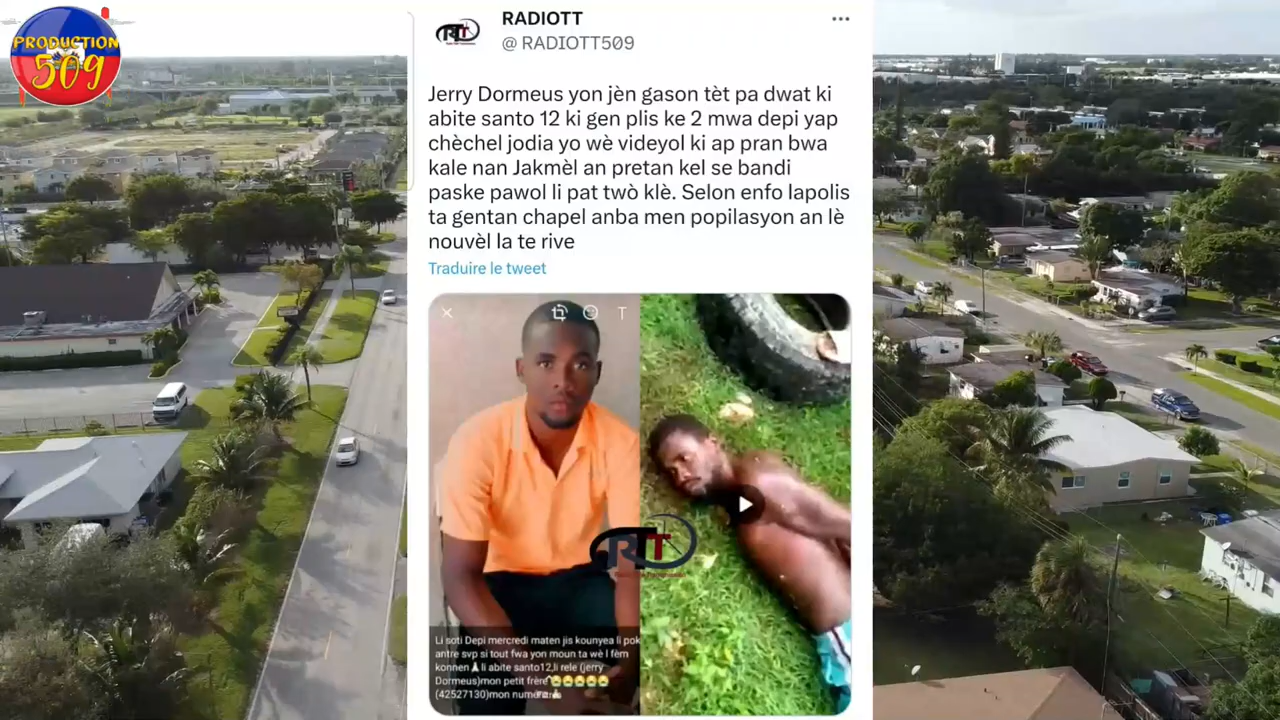 PRODUCTION
509
RADIOTT
@ RADIOTT509
Jerry Dormeus yon jèn gason tèt pa dwat ki
abite santo 12 ki gen plis ke 2 mwa depi yap
chèchel jodia yo wè videyol ki ap pran bwa
kale nan Jakmèl an pretan kel se bandi
paske pawol li pat twò klè. Selon enfo lapolis
ta gentan chapel anba men popilasyon an lè
nouvèl la te rive
Traduire le tweet
T
RTT
Li soti Depi mercredi maten jis kounyea li pok
antre svp si tout fwa yon moun ta wè l fèm
konnen🙏li abite santo12,li rele (jerry
Dormeus)mon petit frère😭😭😭😭😭
(42527130)mon numéro